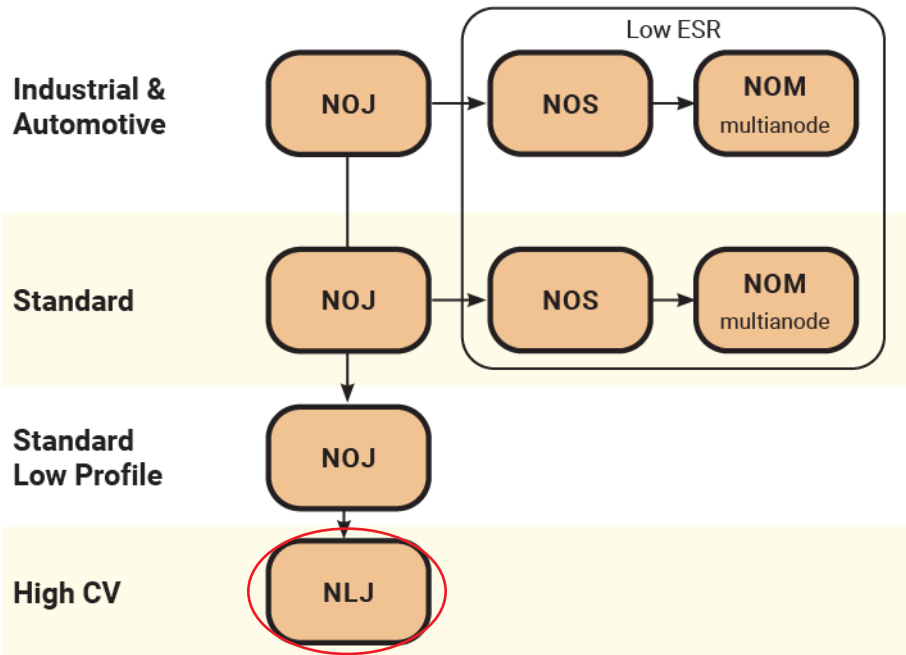 Low ESR
Industrial &
Automotive
NOJ
NOS
NOM
multianode
Standard
NOJ
NOS
NOM
multianode
Standard
Low Profile
NOJ
High CV
NLJ